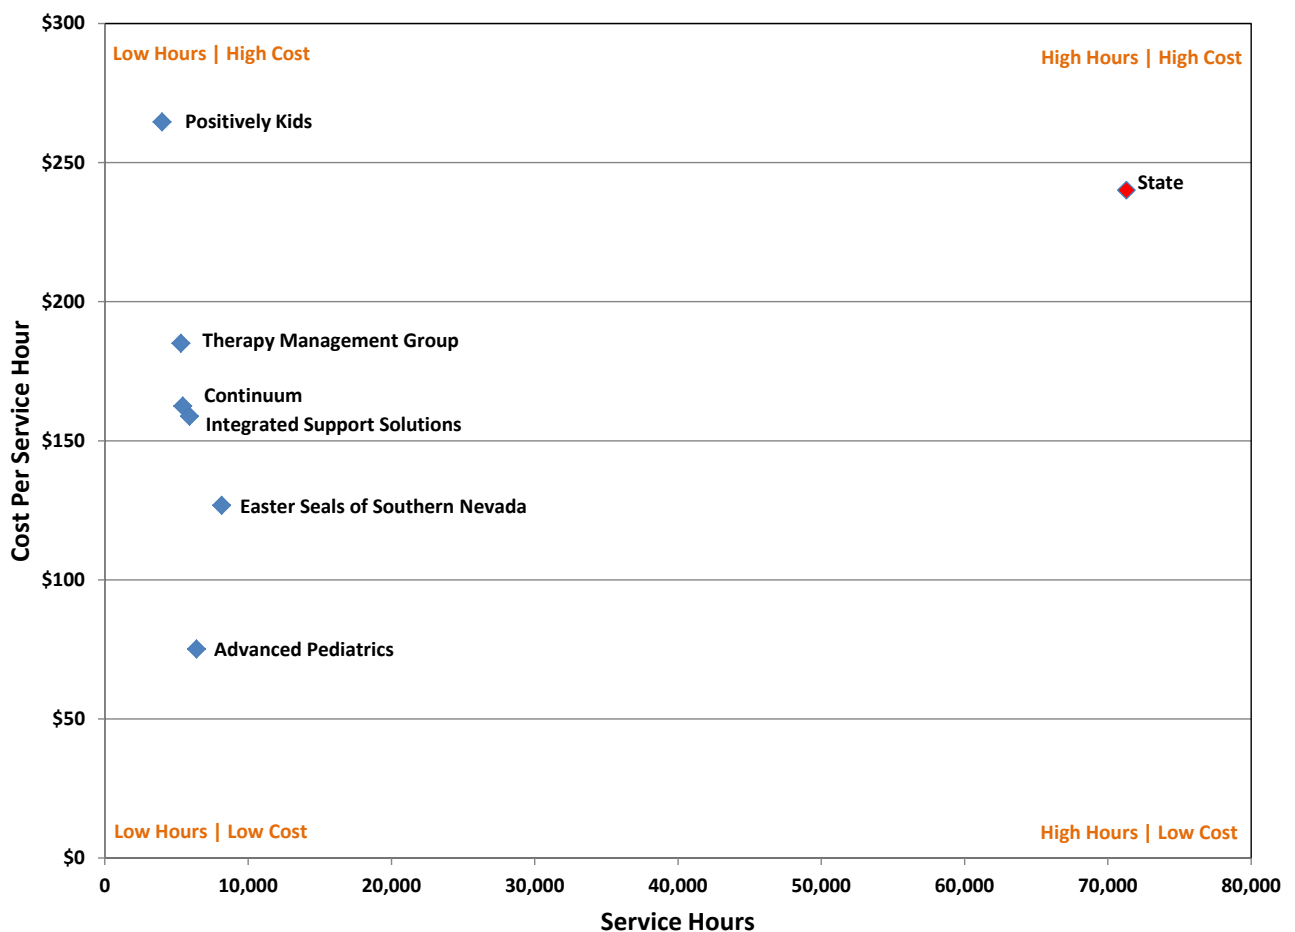 $300
Low Hours | High Cost
High Hours | High Cost
Positively Kids
$250
State
$200
Therapy Management Group
Continuum
Integrated Support Solutions
$150
Easter Seals of Southern Nevada
$100
Advanced Pediatrics
$50
Low Hours | Low Cost
High Hours | Low Cost
$0
Cost Per Service Hour
0 10,000 20,000 30,000 40,000 50,000 60,000 70,000 80,000
Service Hours